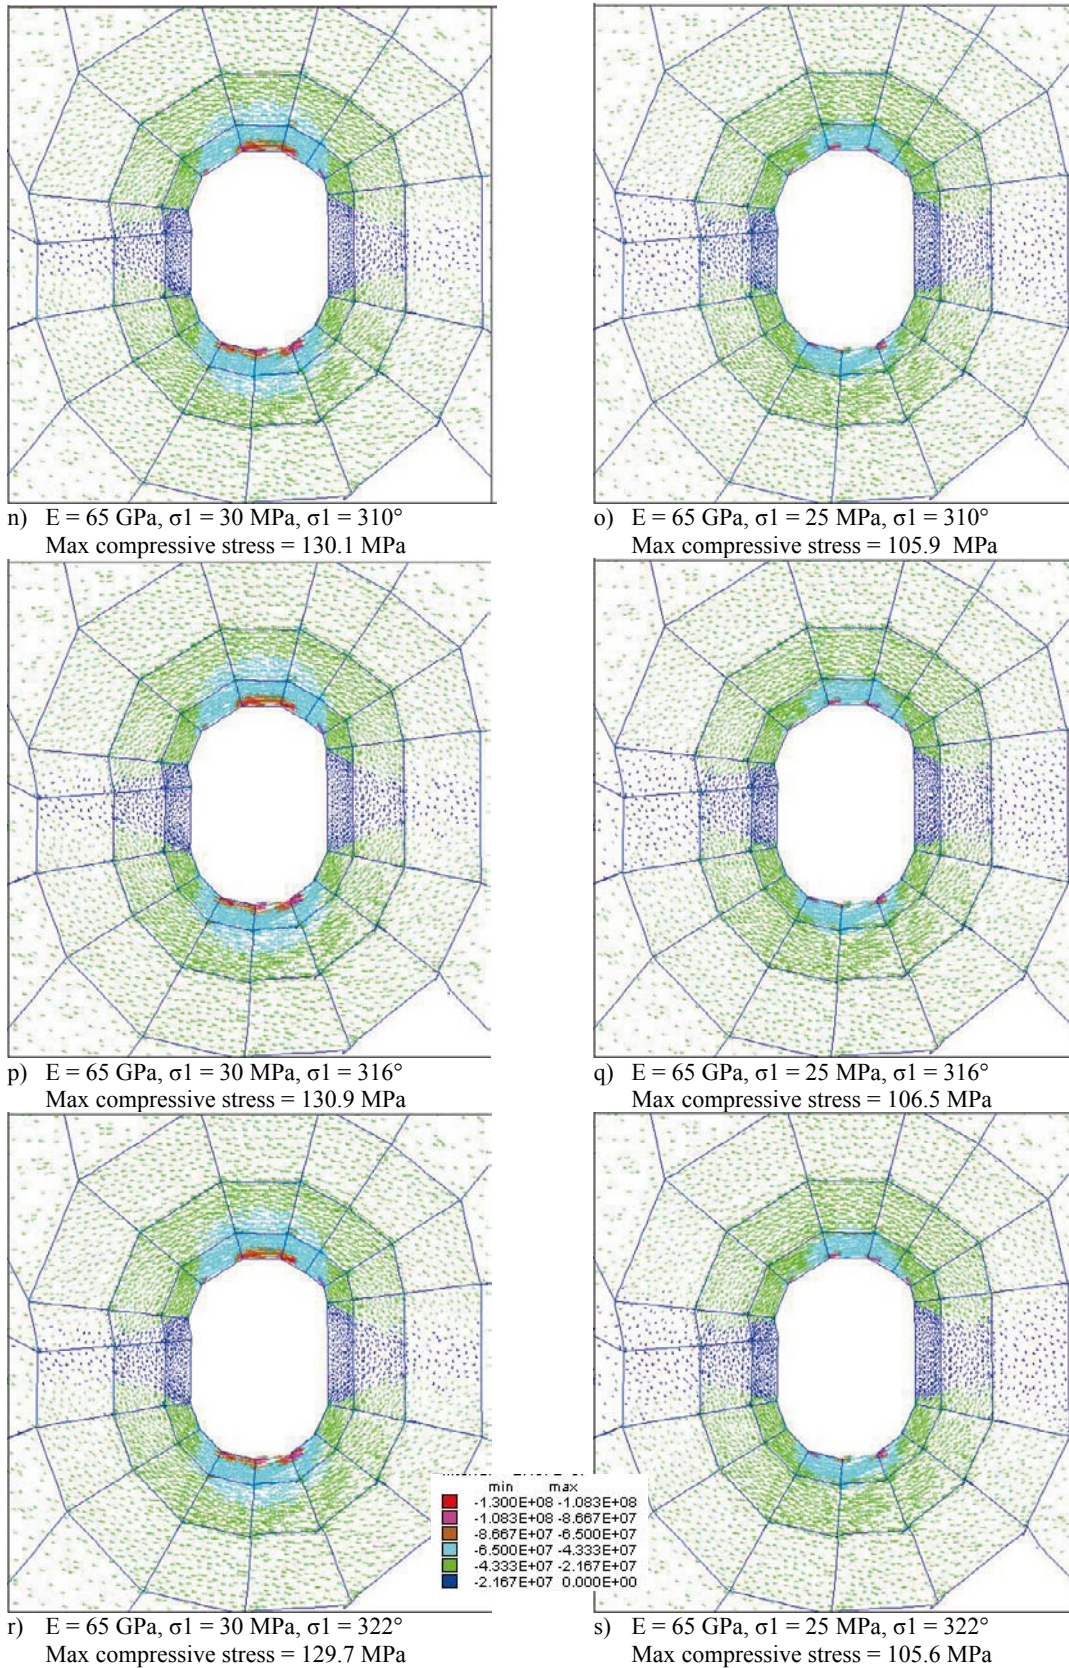 n) E = 65 GPa, σ1 = 30 MPa, σ1 = 310°
Max compressive stress = 130.1 MPa
o) E = 65 GPa, σ1 = 25 MPa, σ1 = 310°
Max compressive stress = 105.9 MPa
p) E = 65 GPa, σ1 = 30 MPa, σ1 = 316°
Max compressive stress = 130.9 MPa
q) E = 65 GPa, σ1 = 25 MPa, σ1 = 316°
Max compressive stress = 106.5 MPa
min max
-1.300E+08 -1.083E+08
-1.083E+08 -8.667E+07
-8.667E+07 -6.500E+07
-6.500E+07 -4.333E+07
-4.333E+07 -2.167E+07
-2.167E+07 0.000E+00
r) E = 65 GPa, σ1 = 30 MPa, σ1 = 322°
Max compressive stress = 129.7 MPa
s) E = 65 GPa, σ1 = 25 MPa, σ1 = 322°
Max compressive stress = 105.6 MPa